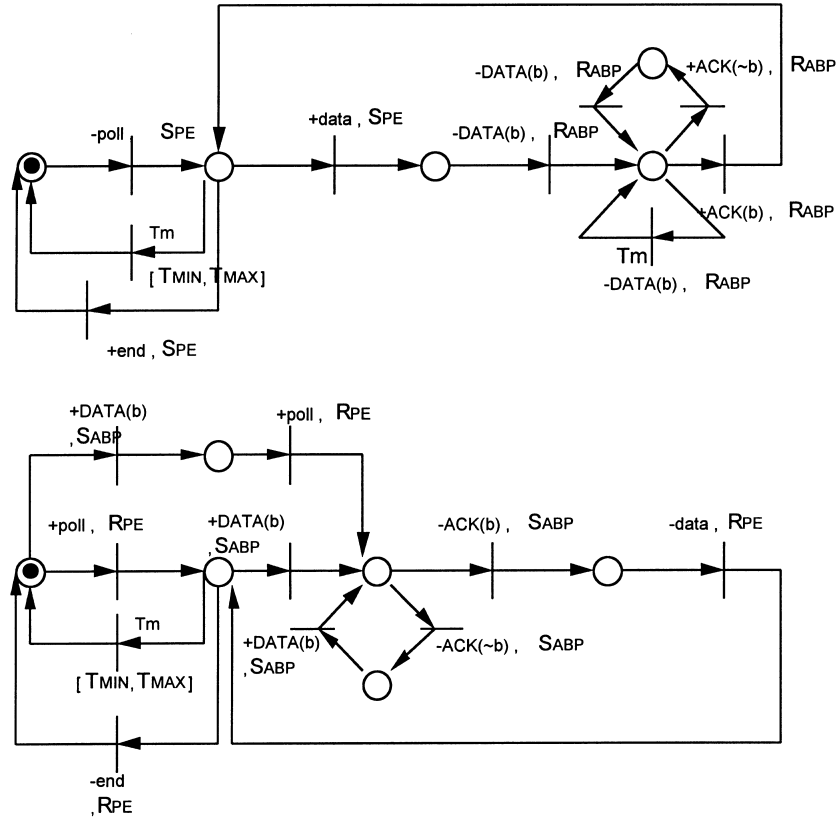 -DATA(b) , RABP
+ACK(~b) , RABP
-poll , SPE
+data , SPE
-DATA(b) , RABP
+ACK(b) , RABP
Tm
[ TMIN, TMAX]
Tm
-DATA(b) , RABP
+end , SPE
+DATA(b)
, SABP
+poll , RPE
+poll , RPE
+DATA(b)
, SABP
-ACK(b) , SABP
-data , RPE
Tm
[ TMIN, TMAX]
+DATA(b)
, SABP
-ACK(~b) , SABP
-end
, RPE